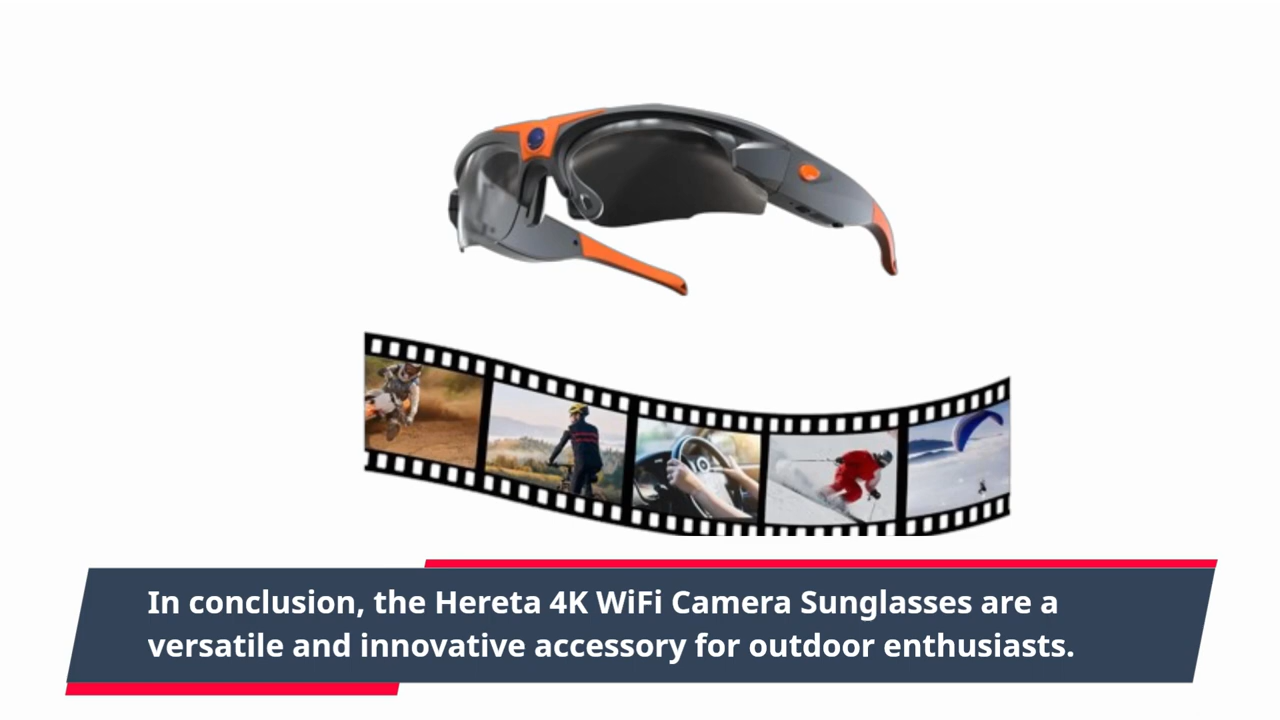 In conclusion, the Hereta 4K WiFi Camera Sunglasses are a
versatile and innovative accessory for outdoor enthusiasts.